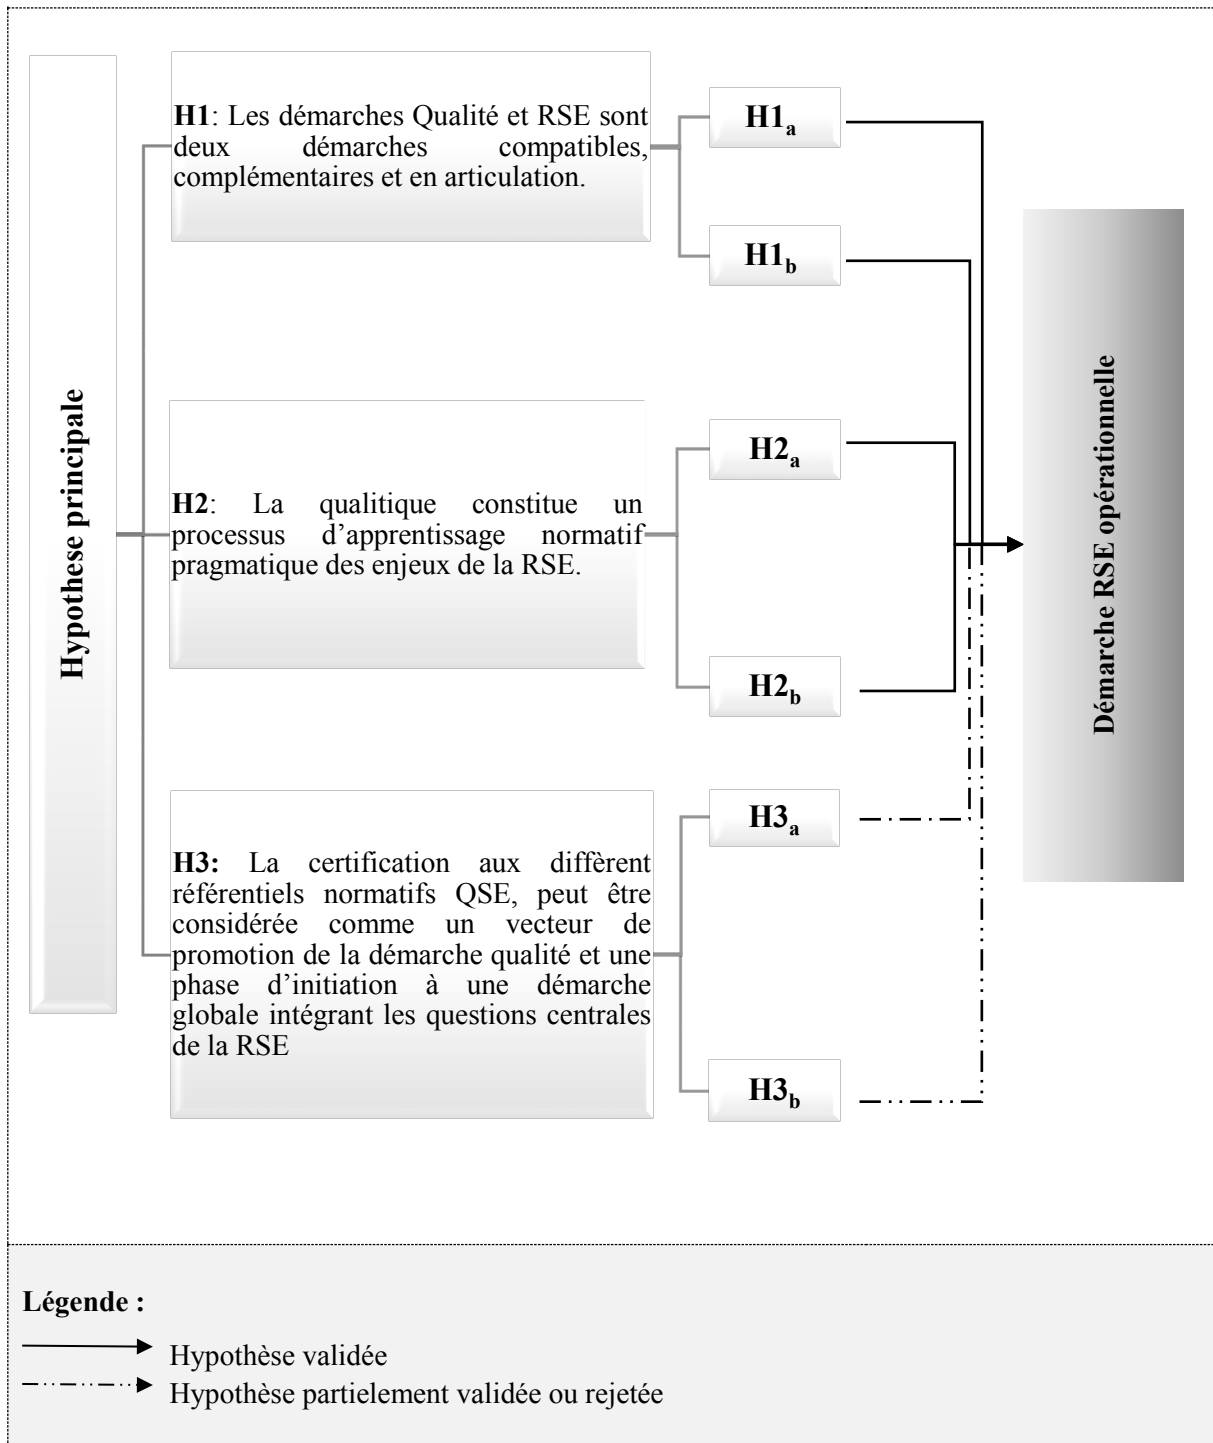 Hypothese principale
H1: Les démarches Qualité et RSE sont
deux démarches compatibles,
complémentaires et en articulation.
H1a
H1b
H2: La qualitique constitue un
processus d’apprentissage normatif
pragmatique des enjeux de la RSE.
H2a
H2b
H3: La certification aux diffèrent
référentiels normatifs QSE, peut être
considérée comme un vecteur de
promotion de la démarche qualité et une
phase d’initiation à une démarche
globale intégrant les questions centrales
de la RSE
H3a
H3b
Démarche RSE opérationnelle
Légende :
Hypothèse validée
Hypothèse partielement validée ou rejetée